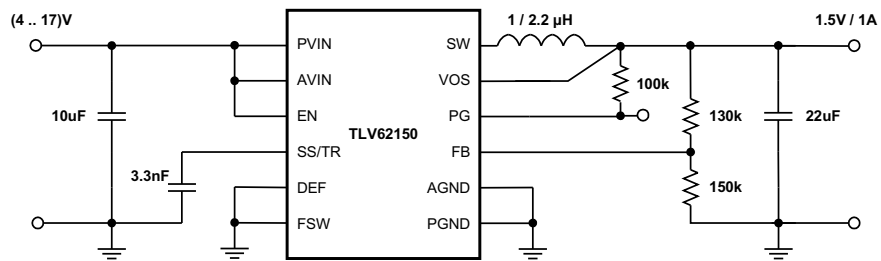 (4 .. 17)V
1 / 2.2 µH
1.5V / 1A
PVIN
SW
AVIN
VOS
100k
10uF
EN
PG
130k
22uF
TLV62150
SS/TR
FB
3.3nF
DEF
AGND
150k
FSW
PGND